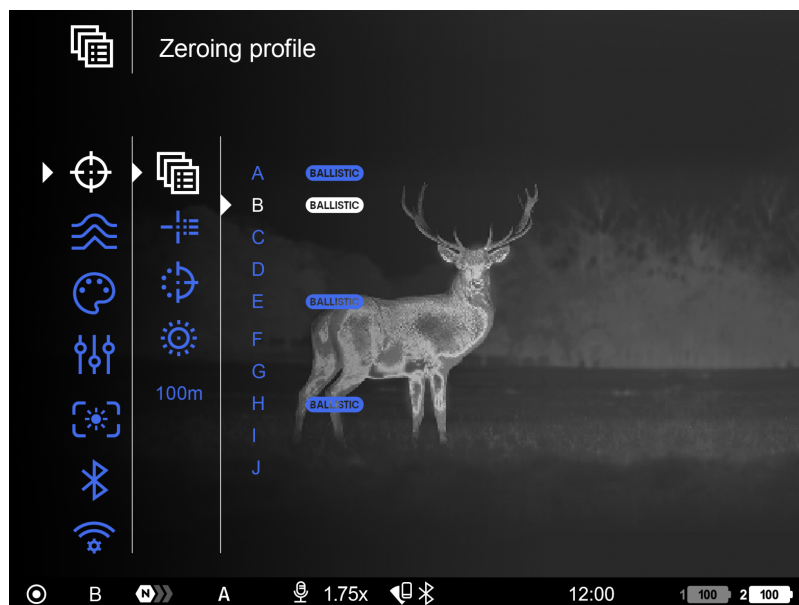 Zeroing profile
A BALLISTIC
B BALLISTIC
C
D
E BALLISTIC
F
G
H BALLISTIC
I
J
100m
B N A 1.75x 12:00 1 100 2 100